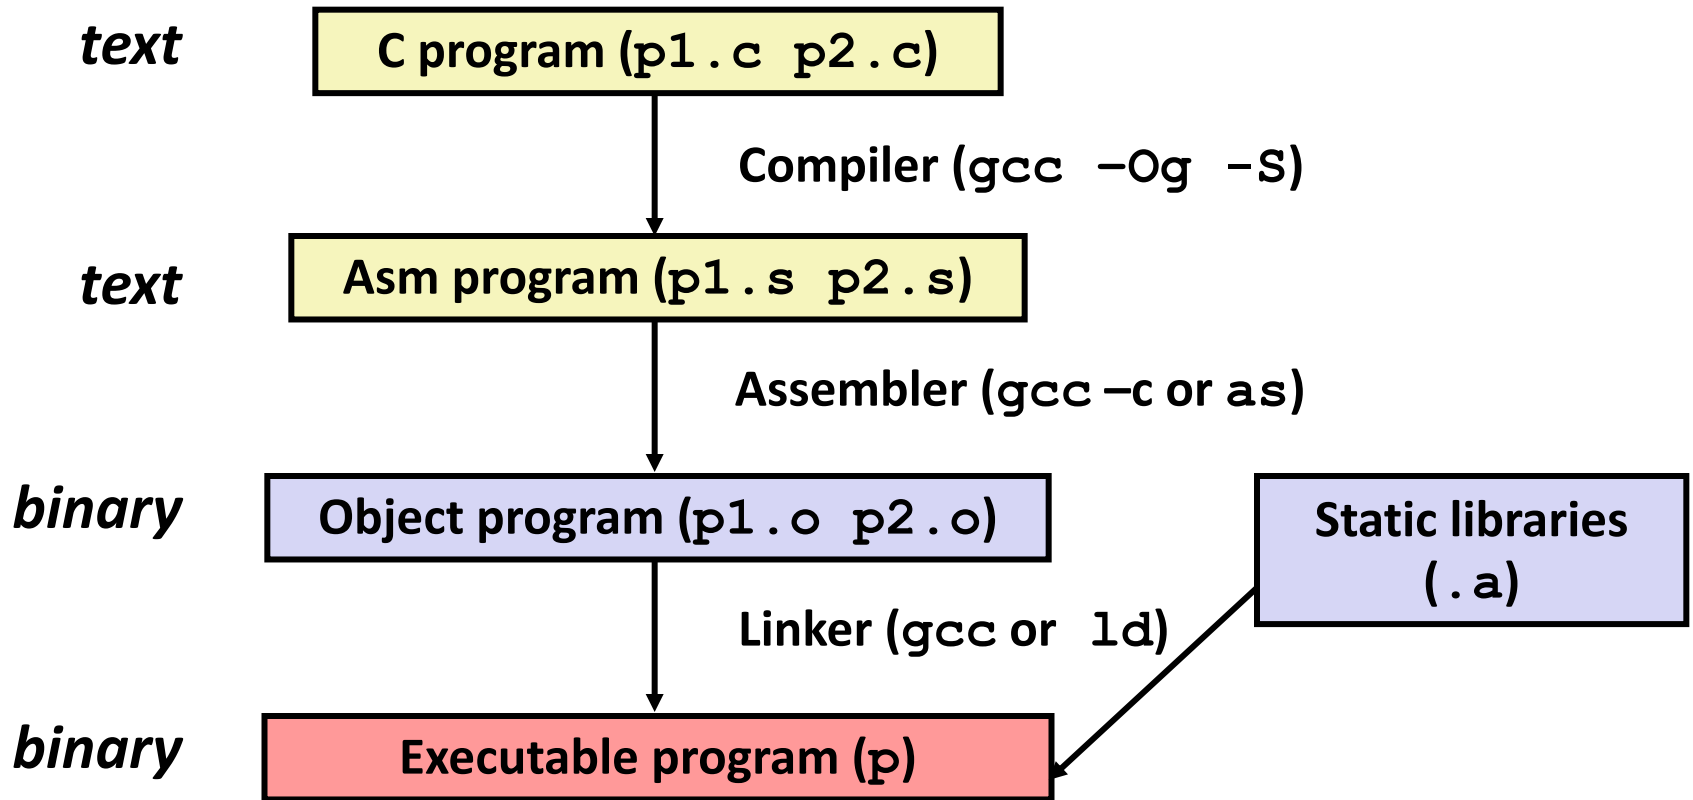 text
C program (p1.c p2.c)
Compiler (gcc –Og -S)
text
Asm program (p1.s p2.s)
Assembler (gcc –c or as)
binary
Object program (p1.o p2.o)
Static libraries
(.a)
Linker (gcc or ld)
binary
Executable program (p)